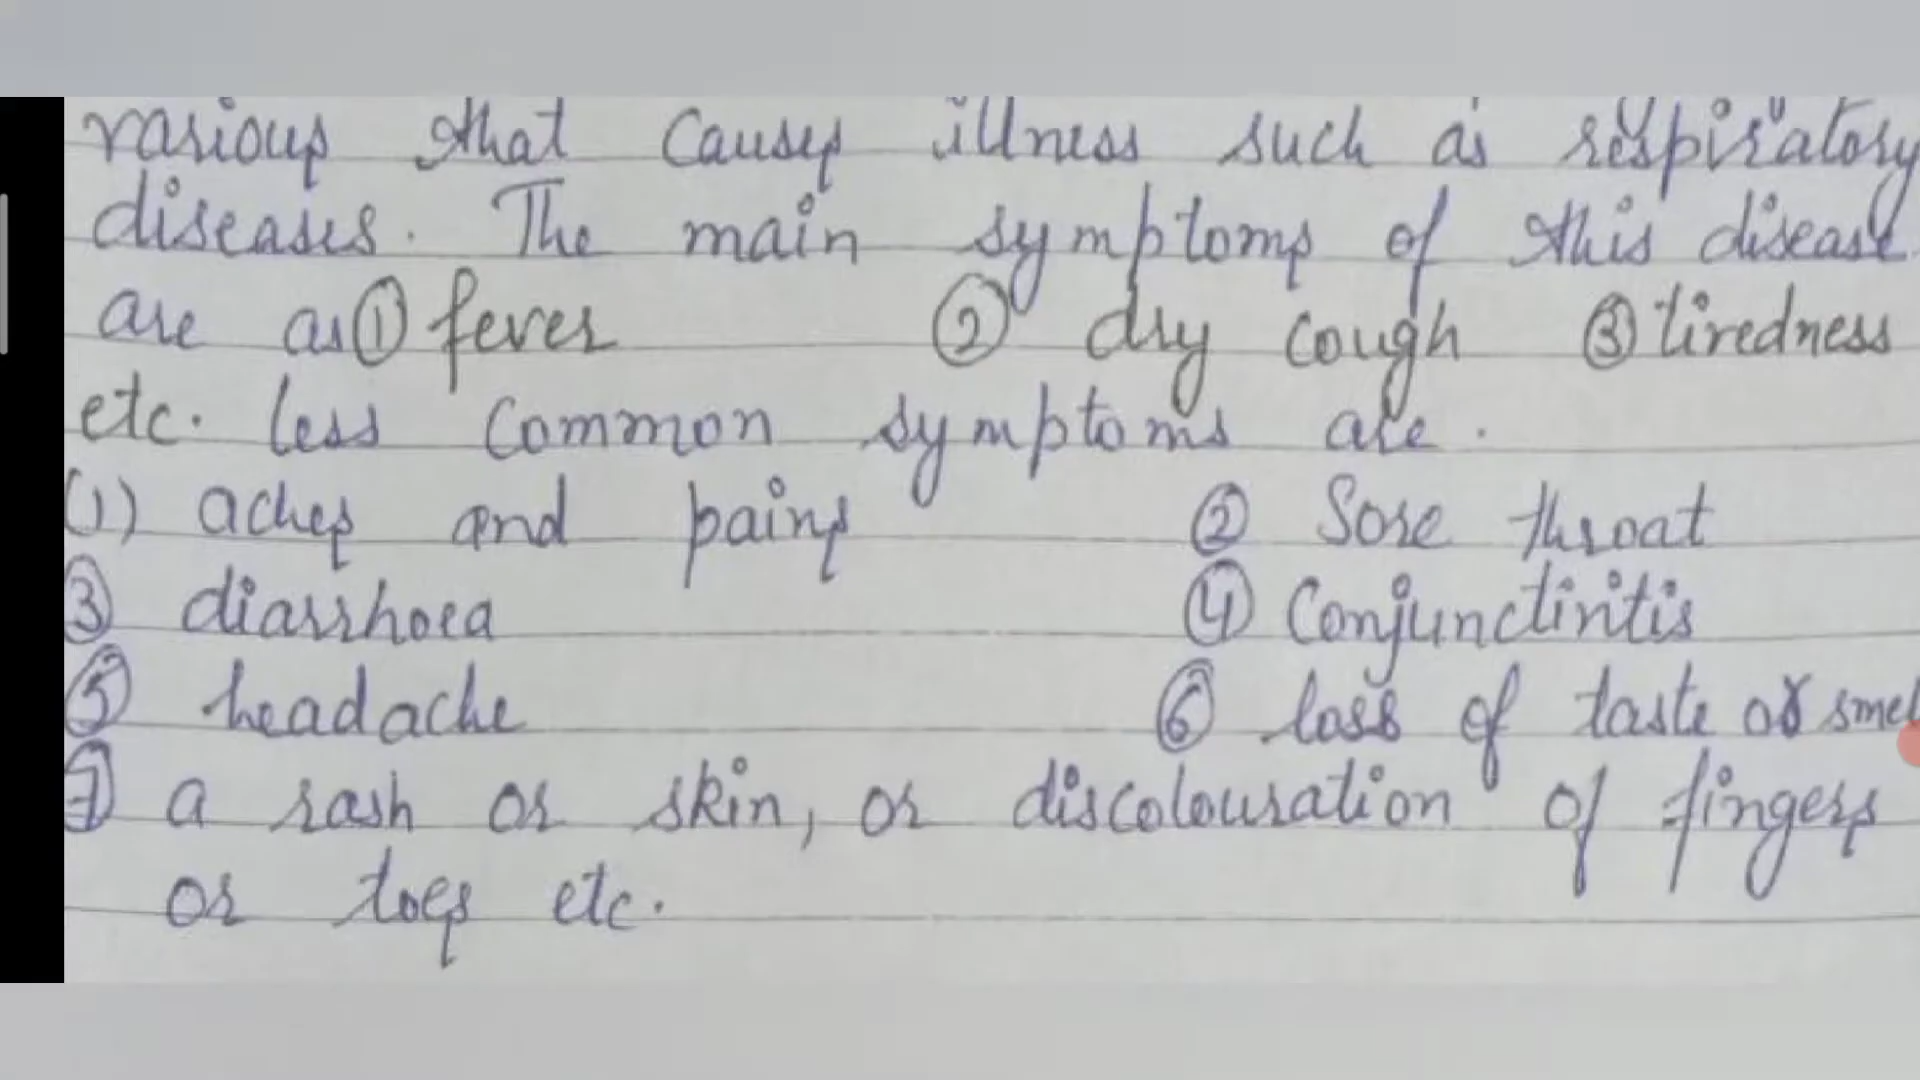 various that causes illness such as respiratory
diseases. The main symptoms of this disease
are as ① fever ② dry cough ③ tiredness
etc. less common symptoms are.
(1) aches and pains ② Sore throat
③ diarrhoea ④ Conjunctivitis
⑤ headache ⑥ loss of taste or smel
⑦ a rash or skin, or discolouration of fingers
or toes etc.